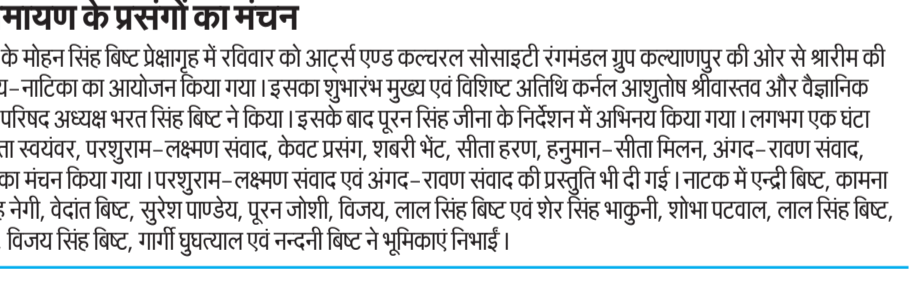 मायण के प्रसंगों का मंचन
के मोहन सिंह बिष्ट प्रेक्षागृह में रविवार को आर्ट्स एण्ड कल्चरल सोसाइटी रंगमंडल ग्रुप कल्याणपुर की ओर से श्रारीम की
य-नाटिका का आयोजन किया गया। इसका शुभारंभ मुख्य एवं विशिष्ट अतिथि कर्नल आशुतोष श्रीवास्तव और वैज्ञानिक
परिषद अध्यक्ष भरत सिंह बिष्ट ने किया। इसके बाद पूरन सिंह जीना के निर्देशन में अभिनय किया गया। लगभग एक घंटा
ता स्वयंवर, परशुराम-लक्ष्मण संवाद, केवट प्रसंग, शबरी भेंट, सीता हरण, हनुमान-सीता मिलन, अंगद-रावण संवाद,
का मंचन किया गया। परशुराम-लक्ष्मण संवाद एवं अंगद-रावण संवाद की प्रस्तुति भी दी गई। नाटक में एन्द्री बिष्ट, कामना
ह नेगी, वेदांत बिष्ट, सुरेश पाण्डेय, पूरन जोशी, विजय, लाल सिंह बिष्ट एवं शेर सिंह भाकुनी, शोभा पटवाल, लाल सिंह बिष्ट,
विजय सिंह बिष्ट, गार्गी घुघत्याल एवं नन्दनी बिष्ट ने भूमिकाएं निभाईं।